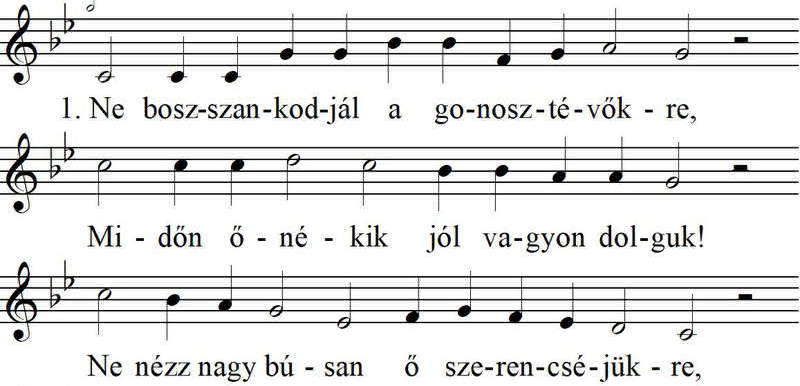 1. Ne bosz-szan-kod-jál a go-nosz-té-vők - re,
Mi - dőn ő - né - kik jól va-gyon dol-guk!
Ne nézz nagy bú - san ő sze-ren-csé-jük - re,